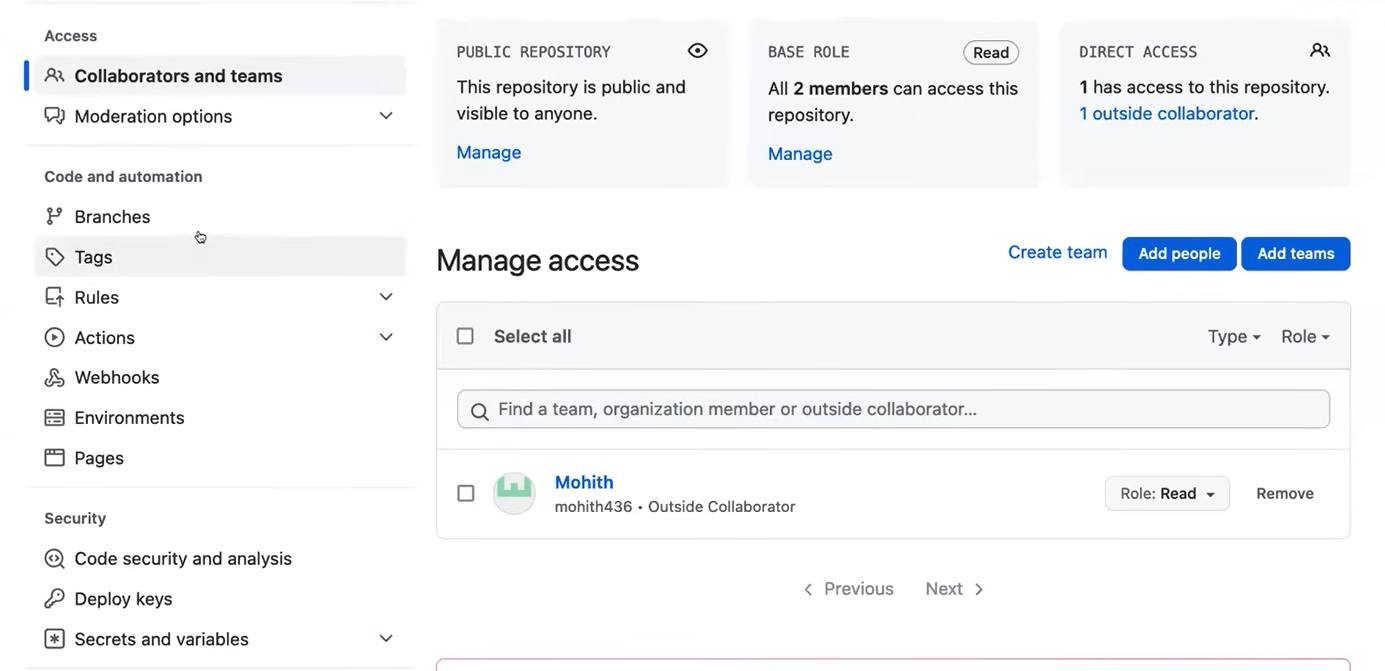 Access
Collaborators and teams
Moderation options
Code and automation
Branches
Tags
Rules
Actions
Webhooks
Environments
Pages
Security
Code security and analysis
Deploy keys
Secrets and variables
PUBLIC REPOSITORY
This repository is public and
visible to anyone.
Manage
BASE ROLE Read
All 2 members can access this
repository.
Manage
DIRECT ACCESS
1 has access to this repository.
1 outside collaborator.
Manage access
Create team Add people Add teams
Select all Type Role
Find a team, organization member or outside collaborator...
Mohith
mohith436 • Outside Collaborator
Role: Read Remove
Previous Next